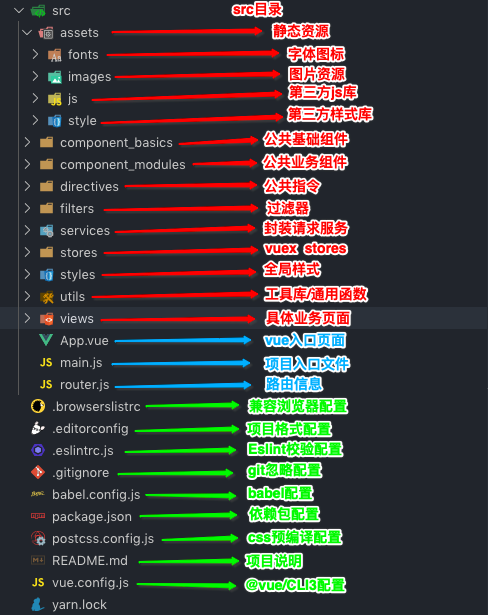 src src目录
assets 静态资源
fonts 字体图标
images 图片资源
js 第三方js库
style 第三方样式库
component_basics 公共基础组件
component_modules 公共业务组件
directives 公共指令
filters 过滤器
services 封装请求服务
stores vuex stores
styles 全局样式
utils 工具库/通用函数
views 具体业务页面
App.vue vue入口页面
JS main.js 项目入口文件
JS router.js 路由信息
.browserslistrc 兼容浏览器配置
.editorconfig 项目格式配置
.eslintrc.js Eslint校验配置
.gitignore git忽略配置
babel.config.js babel配置
package.json 依赖包配置
postcss.config.js css预编译配置
README.md 项目说明
JS vue.config.js @vue/CLI3配置
yarn.lock